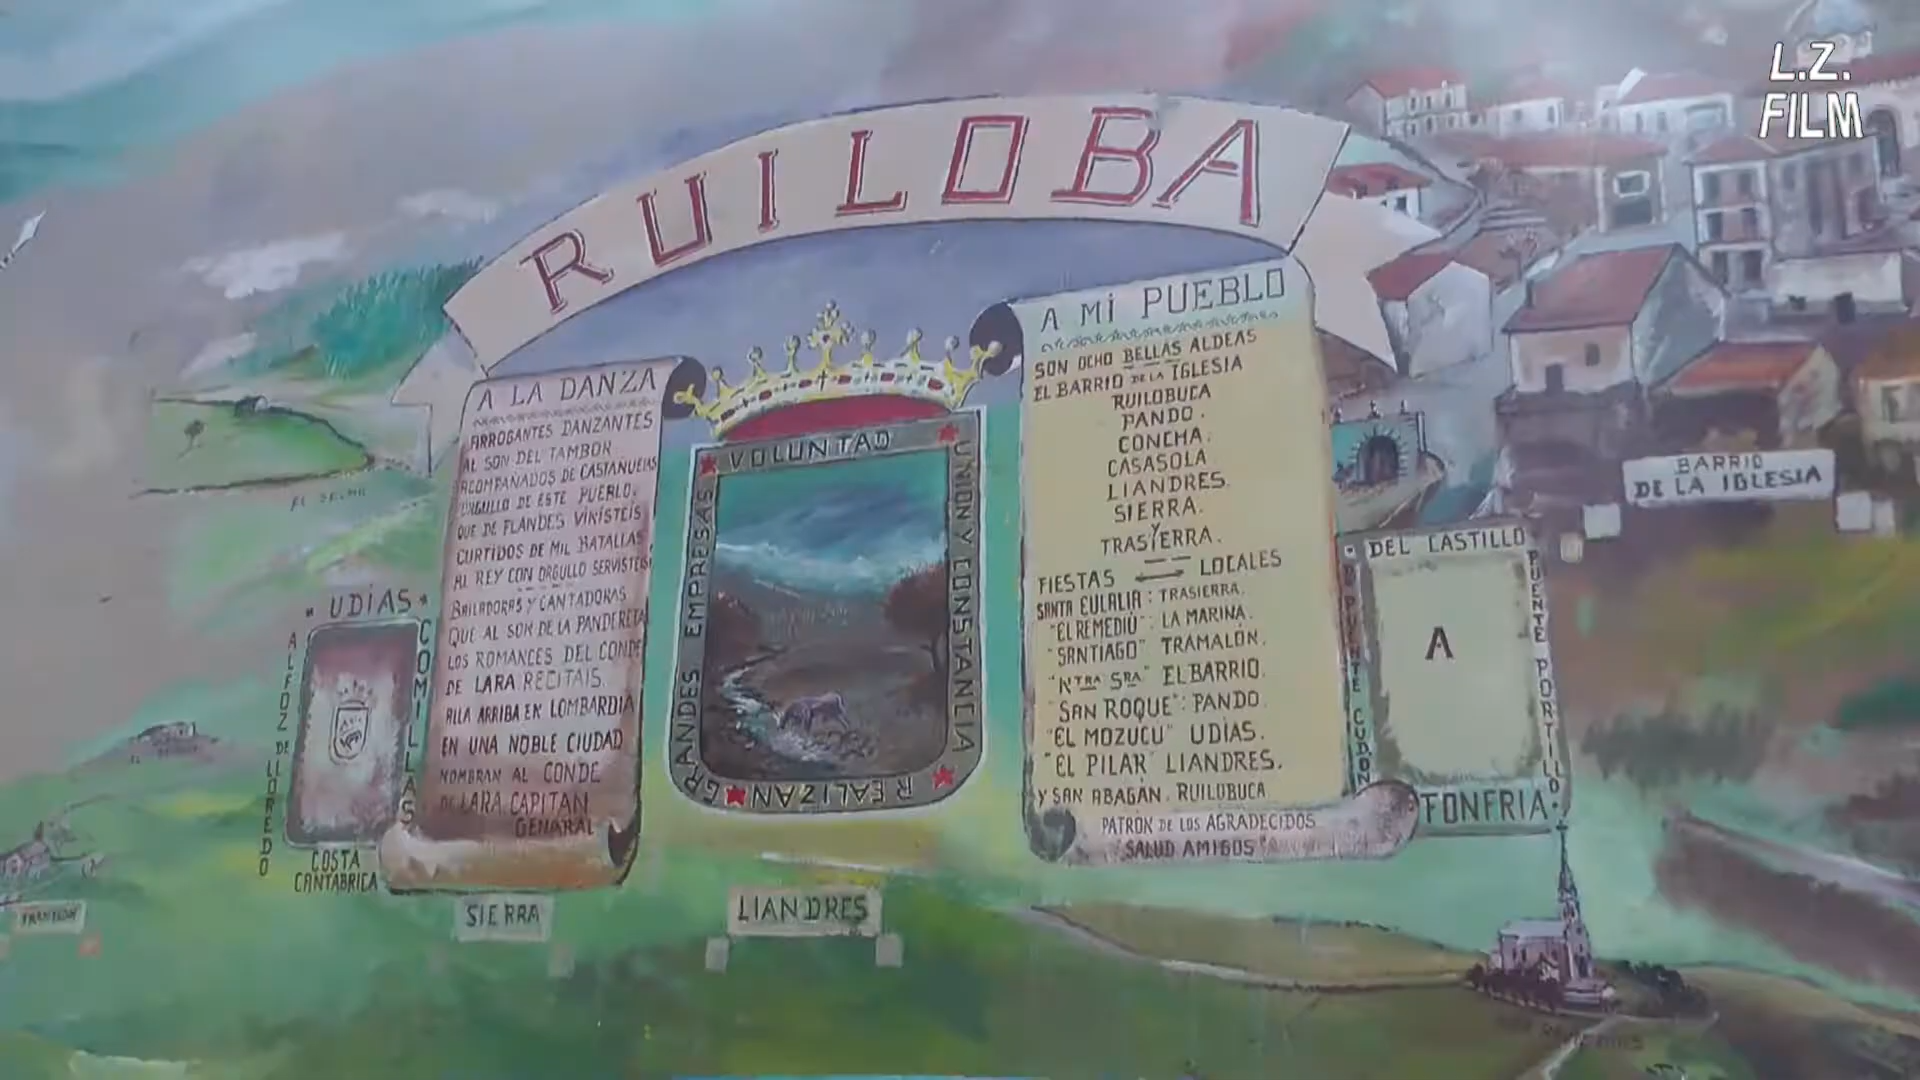 L.Z.
FILM
RUILOBA
A LA DANZA
ARROGANTES DANZANTES
AL SON DEL TAMBOR
ACOMPAÑADOS DE CASTAÑUELAS
ORGULLO DE ESTE PUEBLO.
QUE DE FLANDES VINISTEIS
CURTIDOS DE MIL BATALLAS,
AL REY CON ORGULLO SERVISTEIS
BAILADORAS Y CANTADORAS
QUE AL SON DE LA PANDERETA
LOS ROMANCES DEL CONDE
DE LARA RECITAIS.
ALLA ARRIBA EN LOMBARDIA
EN UNA NOBLE CIUDAD
NOMBRAN AL CONDE
DE LARA, CAPITAN
GENARAL
VOLUNTAD
UNION Y CONSTANCIA
REALIZAN
GRANDES EMPRESAS
A Mi PUEBLO
SON OCHO BELLAS ALDEAS
EL BARRIO DE LA IGLESIA
RUILOBUCA
PANDO.
CONCHA.
CASASOLA
LIANDRES.
SIERRA.
Y
TRASIERRA.
FIESTAS LOCALES
SANTA EULALIA: TRASIERRA.
"EL REMEDIU": LA MARINA.
"SANTIAGO" TRAMALÓN.
"NTRA SRA" EL BARRIO.
"SAN ROQUE": PANDO.
"EL MOZUCU" UDÍAS.
"EL PILAR" LIANDRES.
Y SAN ABAGÁN. RUILOBUCA
PATRÓN DE LOS AGRADECIDOS
"SALUD AMIGOS"
UDÍAS
ALFOZ DE LLOREDO
COMILLAS
COSTA
CANTABRICA
BARRIO
DE LA IGLESIA
DEL CASTILLO
PUENTE PORTILLO
PUENTE CUDON
A
FONFRIA
SIERRA
LIANDRES